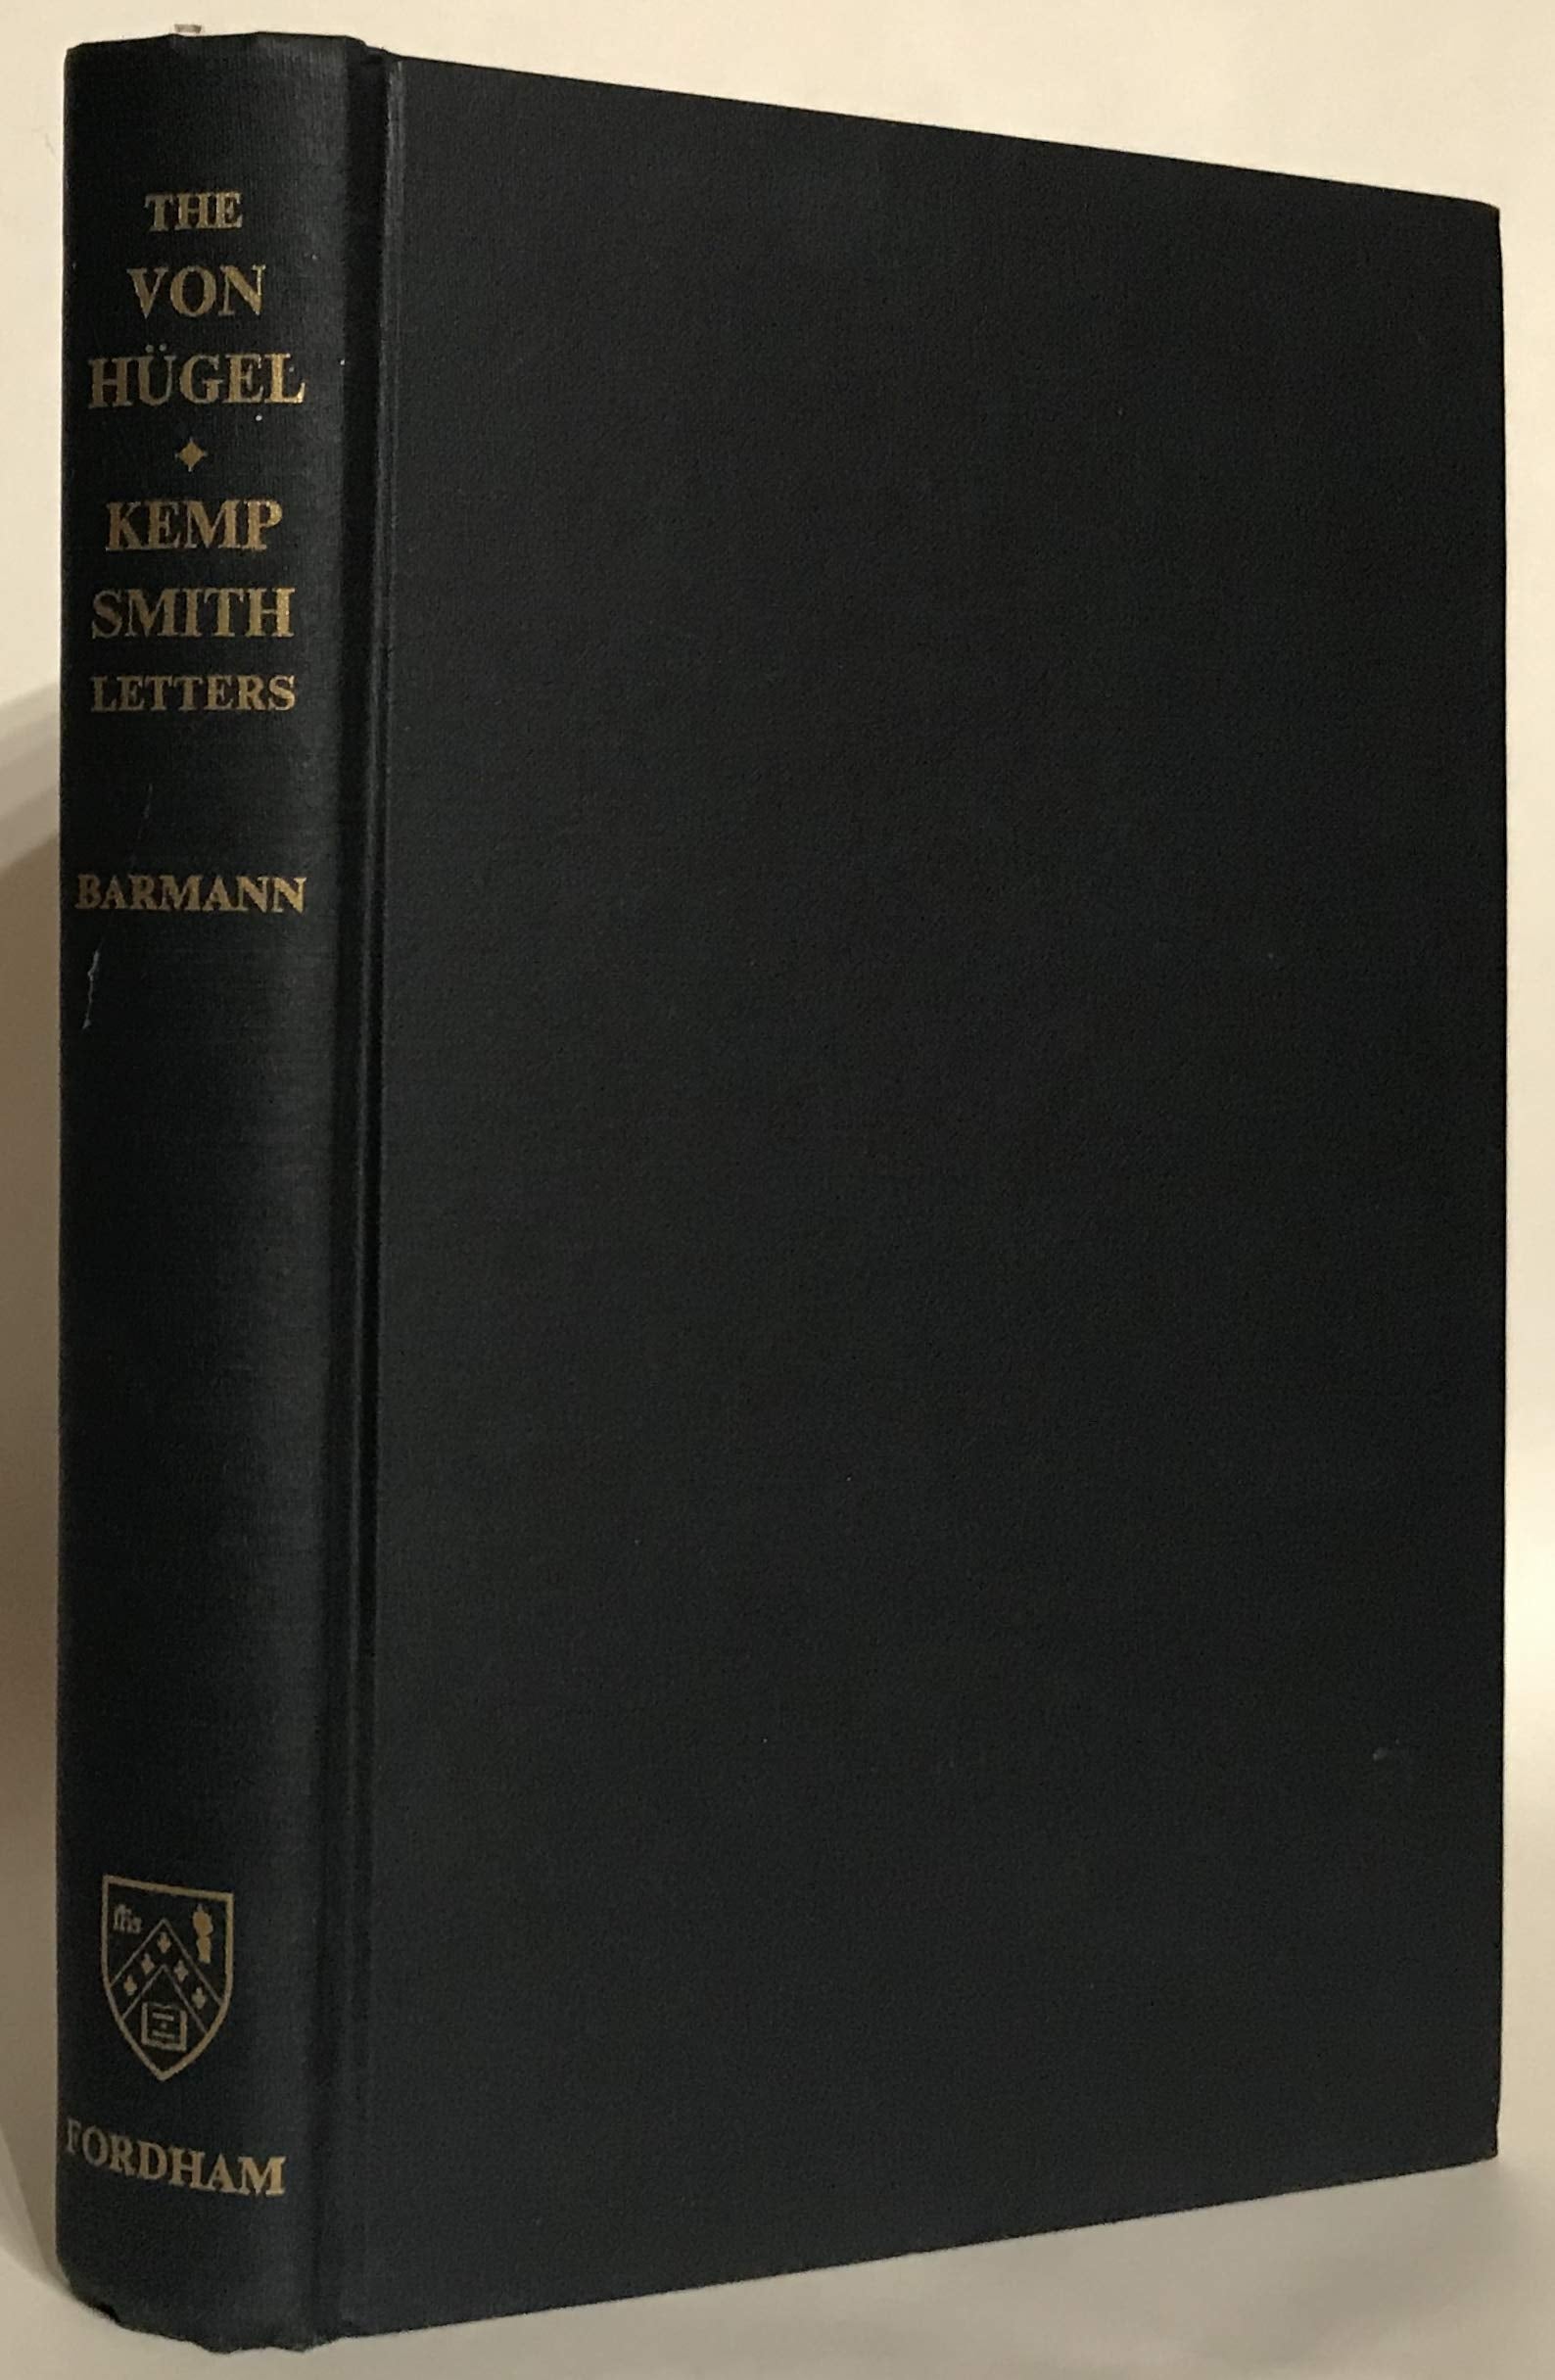 THE
VON
HÜGEL
KEMP
SMITH
LETTERS
BARMANN
FORDHAM